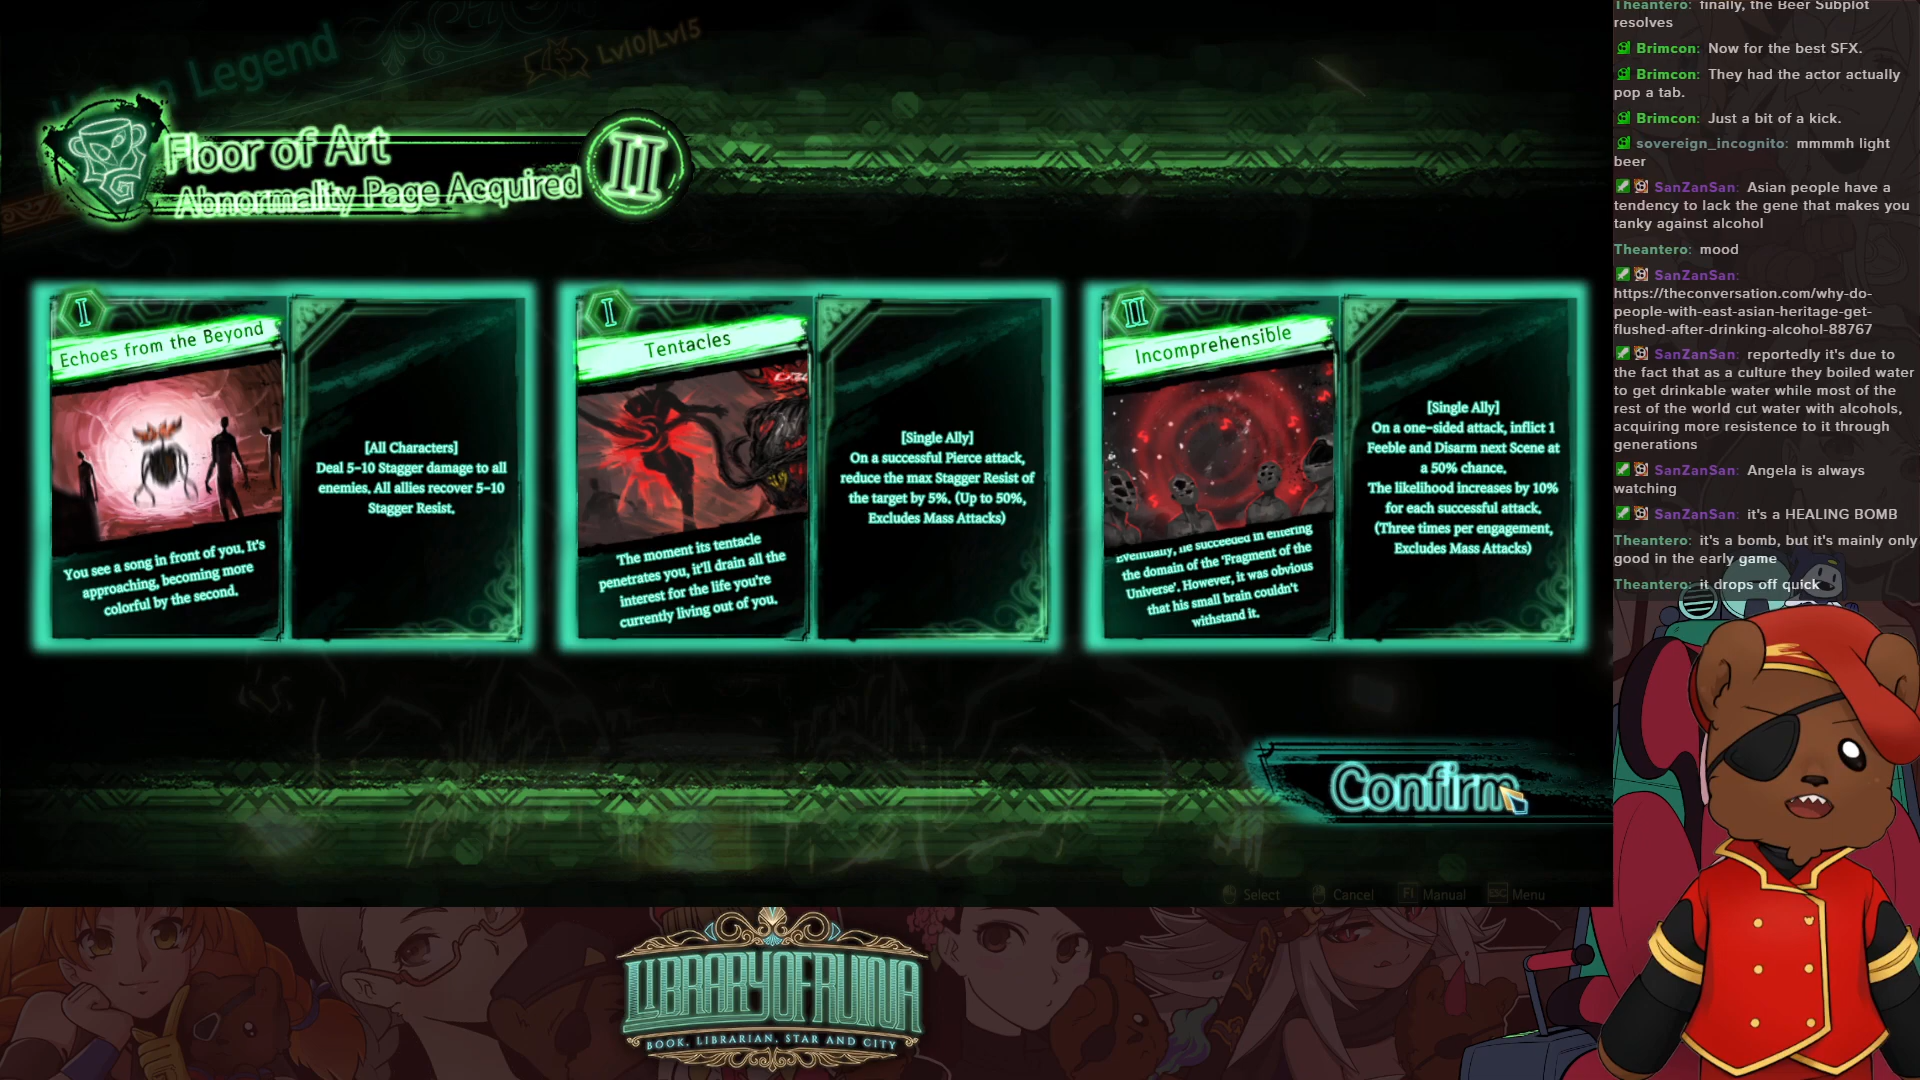 Legend
Lv10/Lv15
Floor of Art
Abnormality Page Acquired
II
I
Echoes from the Beyond
You see a song in front of you. It's
approaching, becoming more
colorful by the second.
[All Characters]
Deal 5-10 Stagger damage to all
enemies. All allies recover 5-10
Stagger Resist.
I
Tentacles
The moment its tentacle
penetrates you, it'll drain all the
interest for the life you're
currently living out of you.
[Single Ally]
On a successful Pierce attack,
reduce the max Stagger Resist of
the target by 5%. (Up to 50%,
Excludes Mass Attacks)
II
Incomprehensible
Eventually, he succeeded in entering
the domain of the 'Fragment of the
Universe'. However, it was obvious
that his small brain couldn't
withstand it.
[Single Ally]
On a one-sided attack, inflict 1
Feeble and Disarm next Scene at
a 50% chance.
The likelihood increases by 10%
for each successful attack.
(Three times per engagement,
Excludes Mass Attacks)
Confirm
Select
Cancel
F1 Manual
ESC Menu
LIBRARY OF RUINA
BOOK, LIBRARIAN, STAR AND CITY
Theantero: finally, the Beer Subplot
resolves
Brimcon: Now for the best SFX.
Brimcon: They had the actor actually
pop a tab.
Brimcon: Just a bit of a kick.
sovereign_incognito: mmmmh light
beer
SanZanSan: Asian people have a
tendency to lack the gene that makes you
tanky against alcohol
Theantero: mood
SanZanSan:
https://theconversation.com/why-do-
people-with-east-asian-heritage-get-
flushed-after-drinking-alcohol-88767
SanZanSan: reportedly it's due to
the fact that as a culture they boiled water
to get drinkable water while most of the
rest of the world cut water with alcohols,
acquiring more resistence to it through
generations
SanZanSan: Angela is always
watching
SanZanSan: it's a HEALING BOMB
Theantero: it's a bomb, but it's mainly only
good in the early game
Theantero: it drops off quick